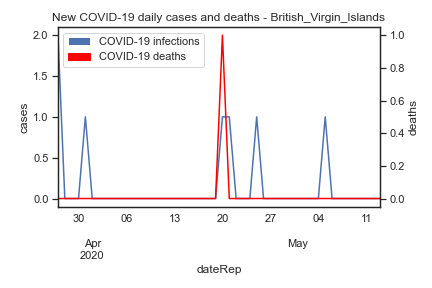 New COVID-19 daily cases and deaths - British_Virgin_Islands
COVID-19 infections
COVID-19 deaths
2.0
1.5
1.0
0.5
0.0
cases
1.0
0.8
0.6
0.4
0.2
0.0
deaths
30 06 13 20 27 04 11
Apr May
2020
dateRep